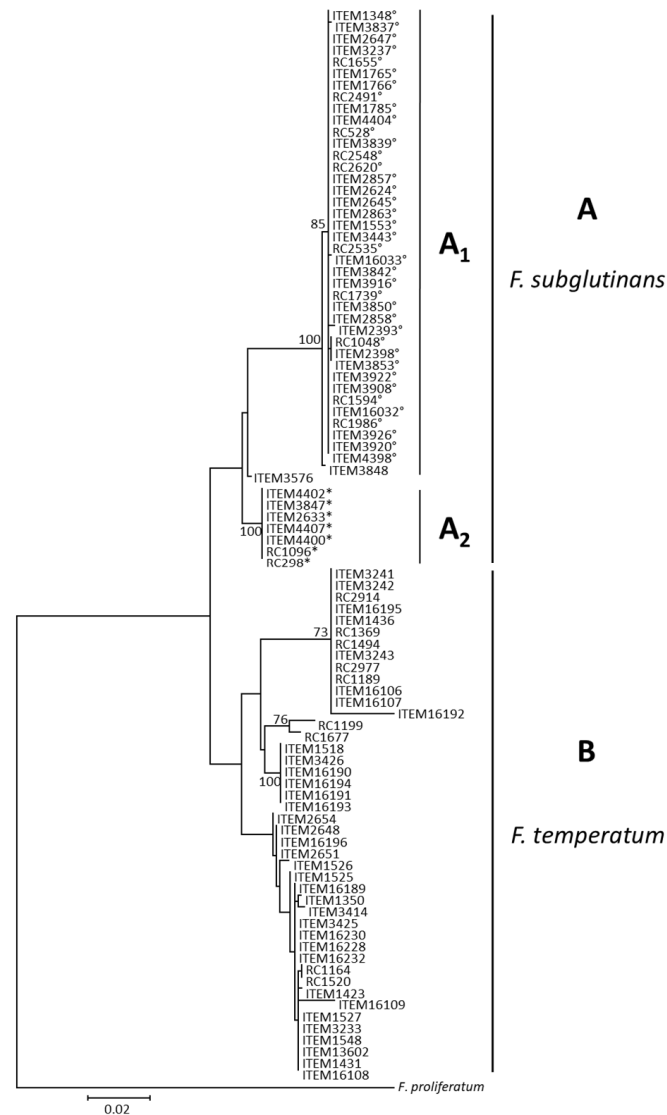 ITEM1348°
ITEM3837°
ITEM2647°
ITEM3237°
RC1655°
ITEM1765°
ITEM1766°
RC2491°
ITEM1785°
ITEM4404°
RC528°
ITEM3839°
RC2548°
RC2620°
ITEM2857°
ITEM2624°
ITEM2645°
ITEM2863°
ITEM1553°
ITEM3443°
RC2535°
ITEM16033°
ITEM3842°
ITEM3916°
RC1739°
ITEM3850°
ITEM2858°
ITEM2393°
RC1048°
ITEM2398°
ITEM3853°
ITEM3922°
ITEM3908°
RC1594°
ITEM16032°
RC1986°
ITEM3926°
ITEM3920°
ITEM4398°
ITEM3848
85
100
A1
A
F. subglutinans
ITEM3576
ITEM4402*
ITEM3847*
ITEM2633*
ITEM4407*
ITEM4400*
RC1096*
RC298*
100
A2
ITEM3241
ITEM3242
RC2914
ITEM16195
ITEM1436
RC1369
RC1494
ITEM3243
RC2977
RC1189
ITEM16106
ITEM16107
ITEM16192
73
76
RC1199
RC1677
ITEM1518
ITEM3426
ITEM16190
ITEM16194
ITEM16191
ITEM16193
100
B
F. temperatum
ITEM2654
ITEM2648
ITEM16196
ITEM2651
ITEM1526
ITEM1525
ITEM16189
ITEM1350
ITEM3414
ITEM3425
ITEM16230
ITEM16228
ITEM16232
RC1164
RC1520
ITEM1423
ITEM16109
ITEM1527
ITEM3233
ITEM1548
ITEM13602
ITEM1431
ITEM16108
F. proliferatum
0.02